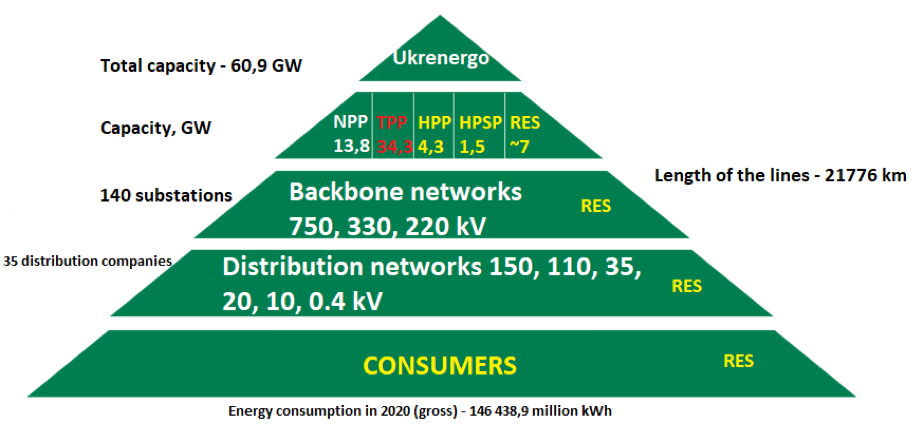 Ukrenergo
Total capacity - 60,9 GW
Capacity, GW
NPP TPP HPP HPSP RES
13,8 34,3 4,3 1,5 ~7
Length of the lines - 21776 km
140 substations
Backbone networks
750, 330, 220 kV
RES
35 distribution companies
Distribution networks 150, 110, 35,
20, 10, 0.4 kV
RES
CONSUMERS
RES
Energy consumption in 2020 (gross) - 146 438,9 million kWh